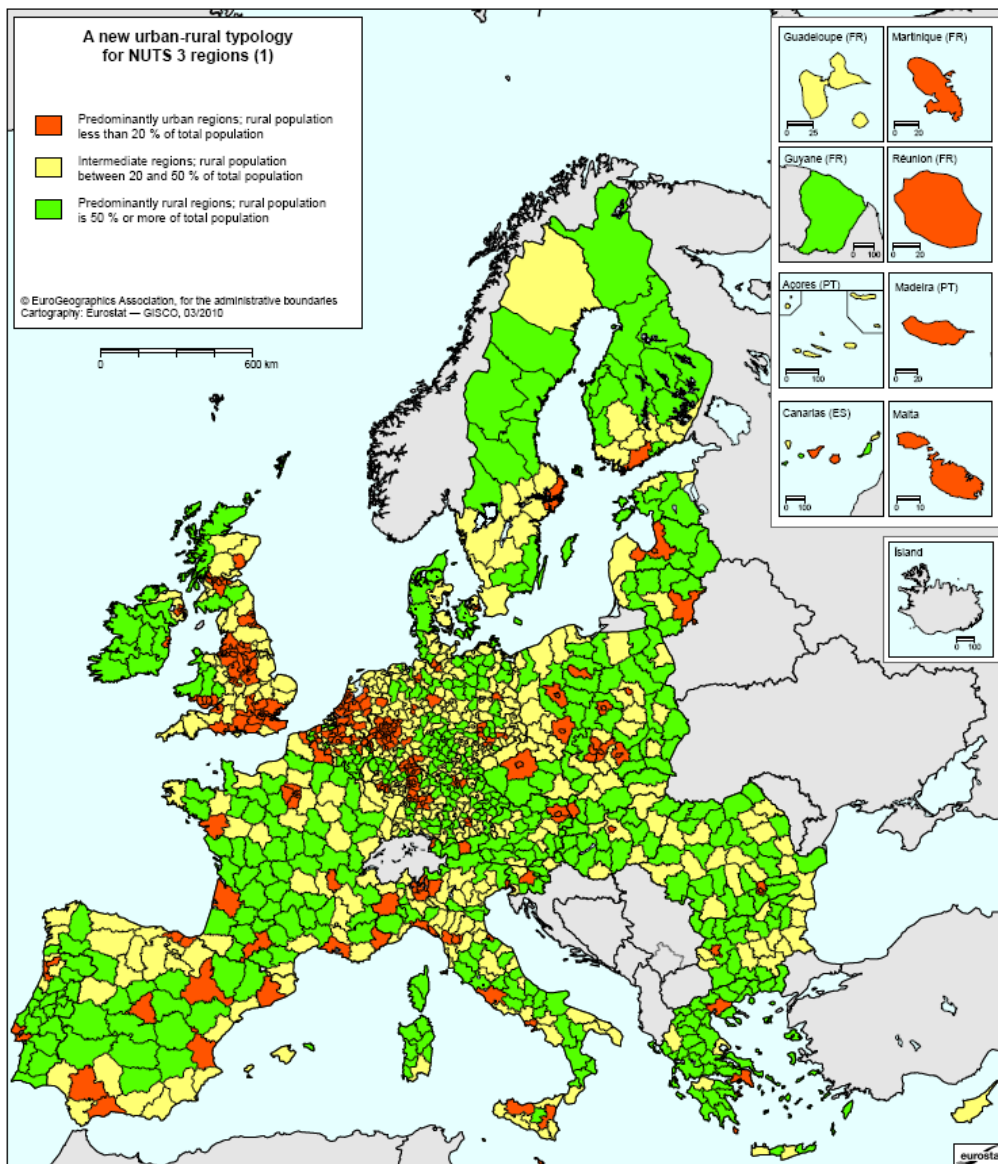 A new urban-rural typology
for NUTS 3 regions (1)
Predominantly urban regions; rural population
less than 20 % of total population
Intermediate regions; rural population
between 20 and 50 % of total population
Predominantly rural regions; rural population
is 50 % or more of total population
© EuroGeographics Association, for the administrative boundaries
Cartography: Eurostat — GISCO, 03/2010
0 600 km
Guadeloupe (FR)
0 25
Martinique (FR)
0 20
Guyane (FR)
0 100
Réunion (FR)
0 20
Açores (PT)
0 100
Madeira (PT)
0 20
Canarias (ES)
0 100
Malta
0 10
Ísland
0 100
eurostat